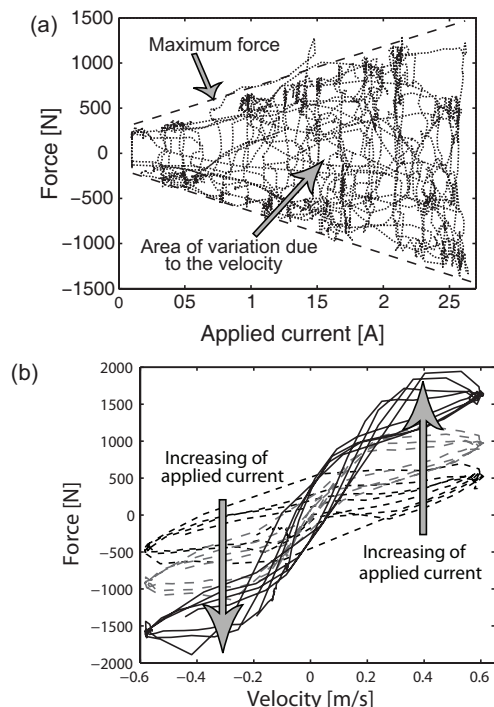 (a)
1500
Maximum force
1000
500
0
−500
Area of variation due
to the velocity
−1000
−1500
0 05 1 15 2 25
Force [N]
Applied current [A]
(b)
2000
1500
1000
Increasing of
applied current
500
0
−500
Increasing of
applied current
−1000
−1500
−2000
−0.6 −0.4 −0.2 0 0.2 0.4 0.6
Force [N]
Velocity [m/s]